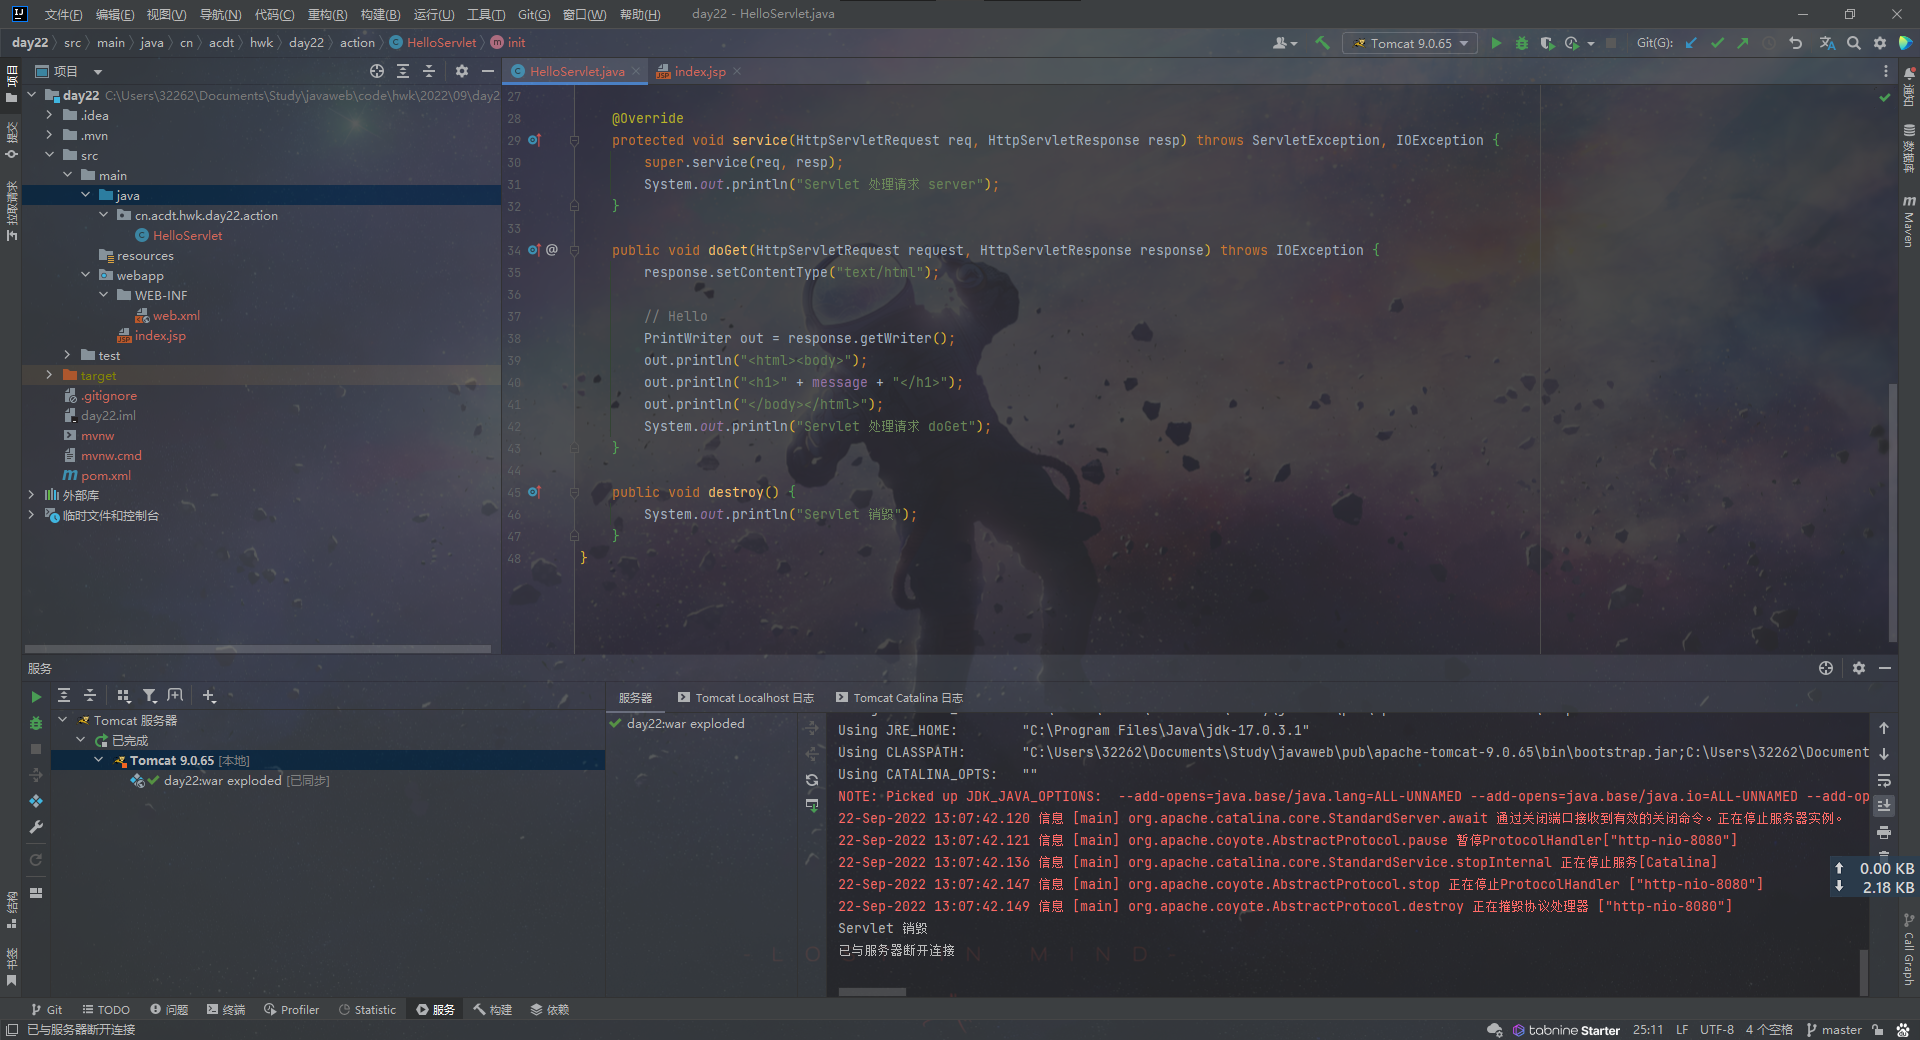 文件(F) 编辑(E) 视图(V) 导航(N) 代码(C) 重构(R) 构建(B) 运行(U) 工具(T) Git(G) 窗口(W) 帮助(H) day22 - HelloServlet.java
day22 src main java cn acdt hwk day22 action HelloServlet init
Tomcat 9.0.65 Git(G):
项目
HelloServlet.java index.jsp
项目
提交
拉取请求
结构
书签
day22 C:\Users\32262\Documents\Study\javaweb\code\hwk\2022\09\day2
.idea
.mvn
src
main
java
cn.acdt.hwk.day22.action
HelloServlet
resources
webapp
WEB-INF
web.xml
index.jsp
test
target
.gitignore
day22.iml
mvnw
mvnw.cmd
pom.xml
外部库
临时文件和控制台
27
28 @Override
29 protected void service(HttpServletRequest req, HttpServletResponse resp) throws ServletException, IOException {
30 super.service(req, resp);
31 System.out.println("Servlet 处理请求 server");
32 }
33
34 @ public void doGet(HttpServletRequest request, HttpServletResponse response) throws IOException {
35 response.setContentType("text/html");
36
37 // Hello
38 PrintWriter out = response.getWriter();
39 out.println("<html><body>");
40 out.println("<h1>" + message + "</h1>");
41 out.println("</body></html>");
42 System.out.println("Servlet 处理请求 doGet");
43 }
44
45 public void destroy() {
46 System.out.println("Servlet 销毁");
47 }
48 }
通知
数据库
Maven
Call Graph
服务
Tomcat 服务器
已完成
Tomcat 9.0.65 [本地]
day22:war exploded [已同步]
服务器 Tomcat Localhost 日志 Tomcat Catalina 日志
day22:war exploded
Using JRE_HOME: "C:\Program Files\Java\jdk-17.0.3.1"
Using CLASSPATH: "C:\Users\32262\Documents\Study\javaweb\pub\apache-tomcat-9.0.65\bin\bootstrap.jar;C:\Users\32262\Document
Using CATALINA_OPTS: ""
NOTE: Picked up JDK_JAVA_OPTIONS: --add-opens=java.base/java.lang=ALL-UNNAMED --add-opens=java.base/java.io=ALL-UNNAMED --add-op
22-Sep-2022 13:07:42.120 信息 [main] org.apache.catalina.core.StandardServer.await 通过关闭端口接收到有效的关闭命令。正在停止服务器实例。
22-Sep-2022 13:07:42.121 信息 [main] org.apache.coyote.AbstractProtocol.pause 暂停ProtocolHandler["http-nio-8080"]
22-Sep-2022 13:07:42.136 信息 [main] org.apache.catalina.core.StandardService.stopInternal 正在停止服务[Catalina]
22-Sep-2022 13:07:42.147 信息 [main] org.apache.coyote.AbstractProtocol.stop 正在停止ProtocolHandler ["http-nio-8080"]
22-Sep-2022 13:07:42.149 信息 [main] org.apache.coyote.AbstractProtocol.destroy 正在摧毁协议处理器 ["http-nio-8080"]
Servlet 销毁
已与服务器断开连接
0.00 KB
2.18 KB
Git TODO 问题 终端 Profiler Statistic 服务 构建 依赖
已与服务器断开连接 tabnine Starter 25:11 LF UTF-8 4 个空格 master